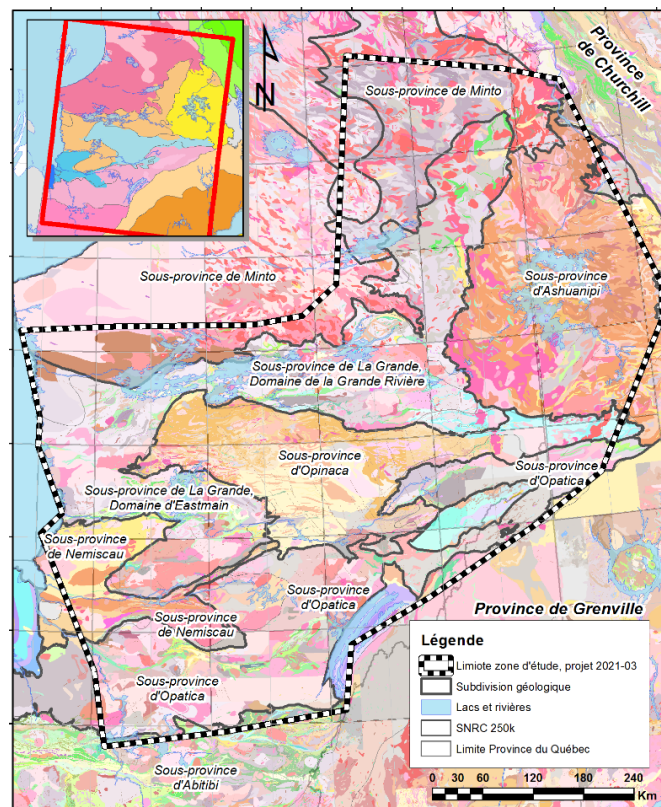 Province
de Churchill
N
Sous-province de Minto
Sous-province de Minto
Sous-province
d'Ashuanipi
Sous-province de La Grande,
Domaine de la Grande Rivière
Sous-province
d'Opinaca
Sous-province
d'Opatica
Sous-province de La Grande,
Domaine d'Eastmain
Sous-province
de Nemiscau
Sous-province
d'Opatica
Sous-province
de Nemiscau
Province de Grenville
Sous-province
d'Opatica
Sous-province
d'Abitibi
Légende
Limiote zone d'étude, projet 2021-03
Subdivision géologique
Lacs et rivières
SNRC 250k
Limite Province du Québec
0 30 60 120 180 240
Km